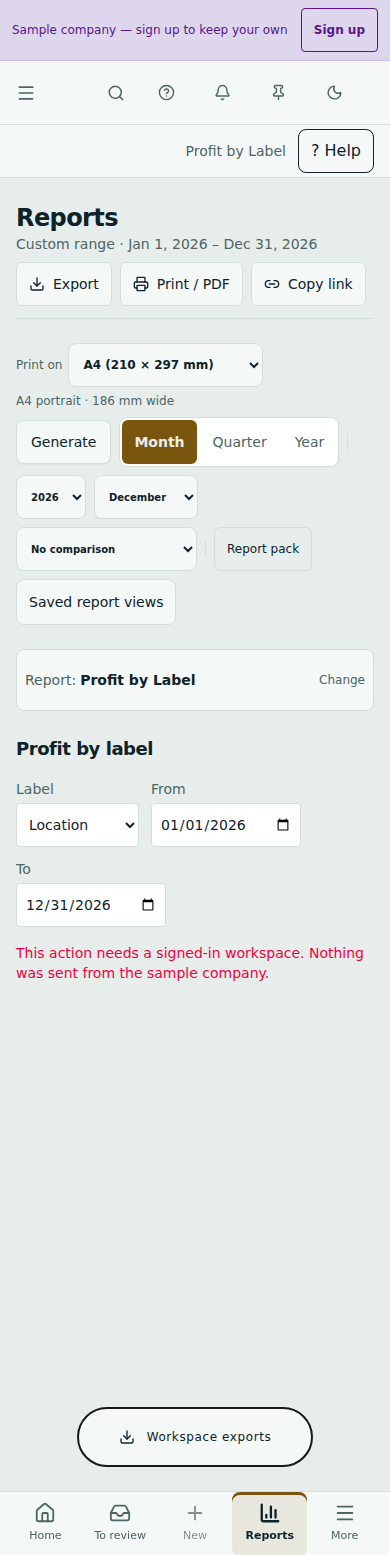 Sample company — sign up to keep your own
Sign up
Profit by Label
? Help
Reports
Custom range · Jan 1, 2026 – Dec 31, 2026
Export
Print / PDF
Copy link
Print on
A4 (210 × 297 mm)
A4 portrait · 186 mm wide
Generate
Month
Quarter
Year
2026
December
No comparison
Report pack
Saved report views
Report: Profit by Label
Change
Profit by label
Label
From
Location
01/01/2026
To
12/31/2026
This action needs a signed-in workspace. Nothing
was sent from the sample company.
Workspace exports
Home
To review
New
Reports
More